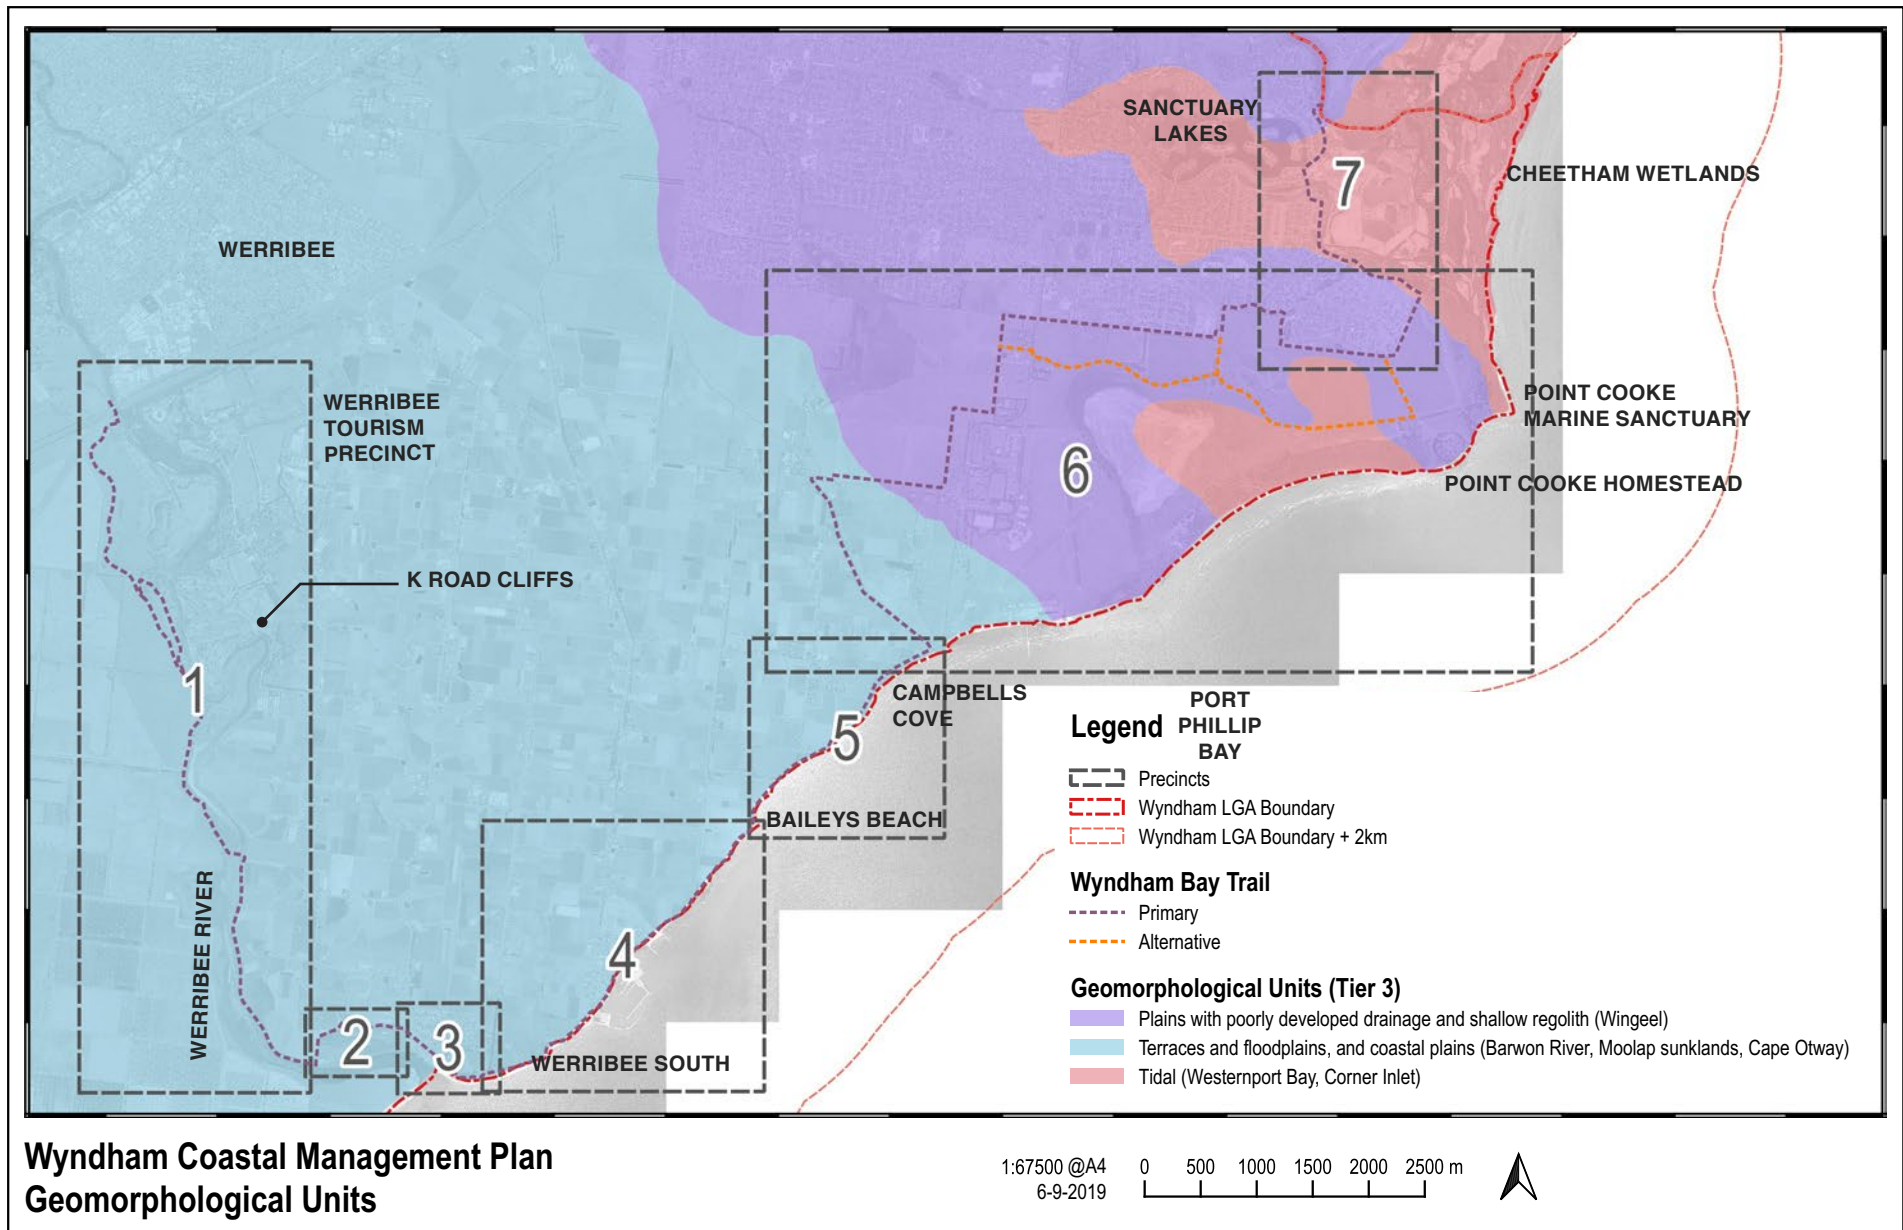 SANCTUARY
LAKES
7
CHEETHAM WETLANDS
WERRIBEE
WERRIBEE
TOURISM
PRECINCT
POINT COOKE
MARINE SANCTUARY
6
POINT COOKE HOMESTEAD
K ROAD CLIFFS
1
CAMPBELLS
COVE
5
PORT
PHILLIP
BAY
BAILEYS BEACH
WERRIBEE RIVER
4
2
3
WERRIBEE SOUTH
Legend
Precincts
Wyndham LGA Boundary
Wyndham LGA Boundary + 2km
Wyndham Bay Trail
Primary
Alternative
Geomorphological Units (Tier 3)
Plains with poorly developed drainage and shallow regolith (Wingeel)
Terraces and floodplains, and coastal plains (Barwon River, Moolap sunklands, Cape Otway)
Tidal (Westernport Bay, Corner Inlet)
Wyndham Coastal Management Plan
Geomorphological Units
1:67500 @A4
6-9-2019
0 500 1000 1500 2000 2500 m